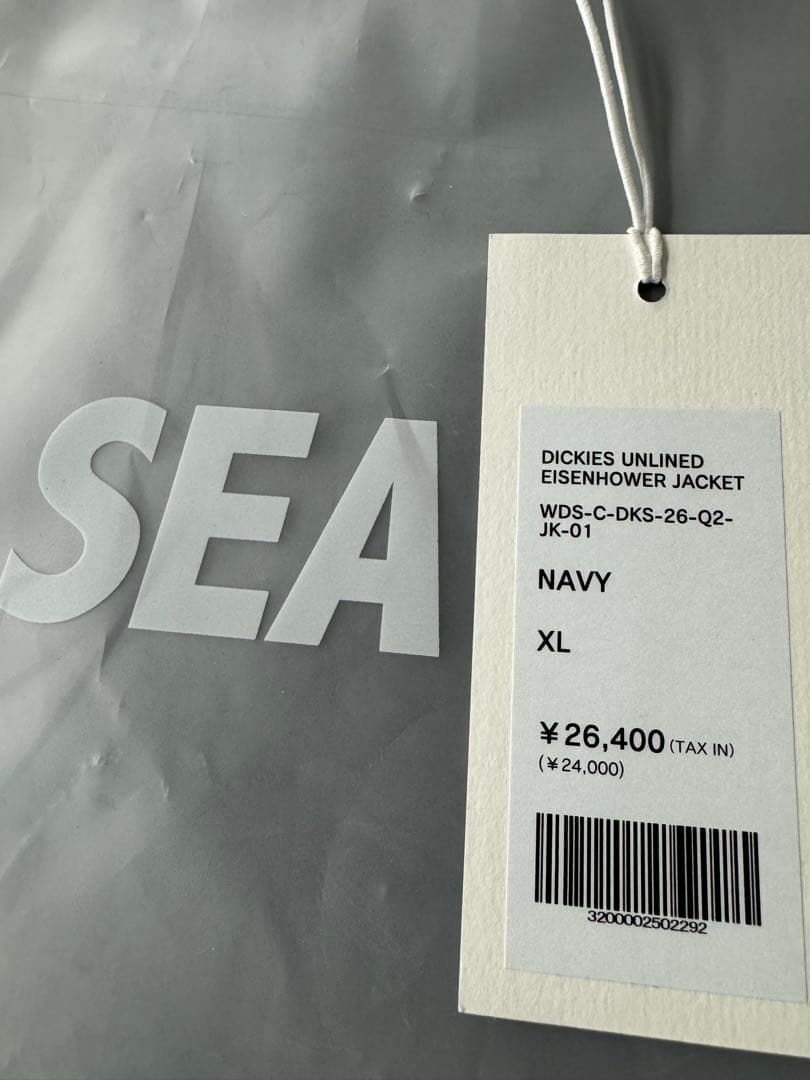 SEA
DICKIES UNLINED
EISENHOWER JACKET
WDS-C-DKS-26-Q2-
JK-01
NAVY
XL
¥26,400 (TAX IN)
(¥24,000)
3200002502292